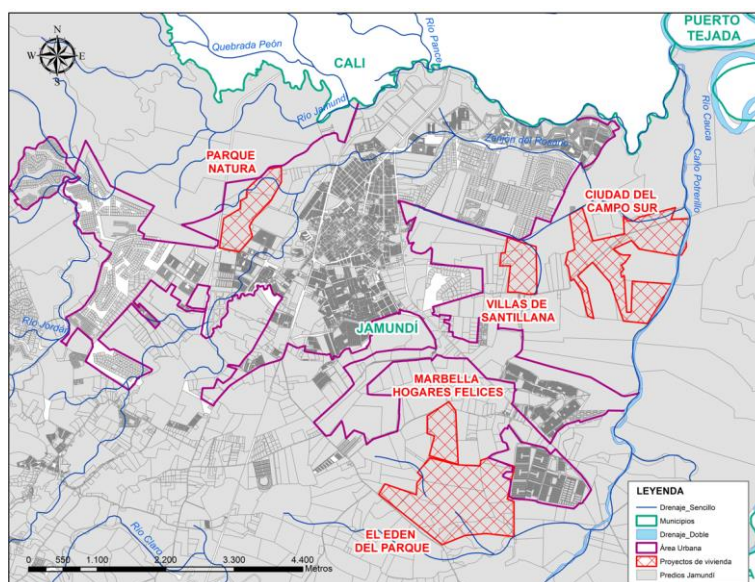 PUERTO
TEJADA
N
W
E
S
Quebrada Peón
CALI
Río Pance
Río Jamundí
Río Cauca
Zanjón del Rosario
PARQUE
NATURA
Caño Potrerillo
CIUDAD DEL
CAMPO SUR
VILLAS DE
SANTILLANA
Río Jordán
JAMUNDÍ
MARBELLA
HOGARES FELICES
EL EDEN
DEL PARQUE
Río Claro
0 550 1.100 2.200 3.300 4.400
Metros
LEYENDA
Drenaje_Sencillo
Municipios
Drenaje_Doble
Área Urbana
Proyectos de vivienda
Predios Jamundí